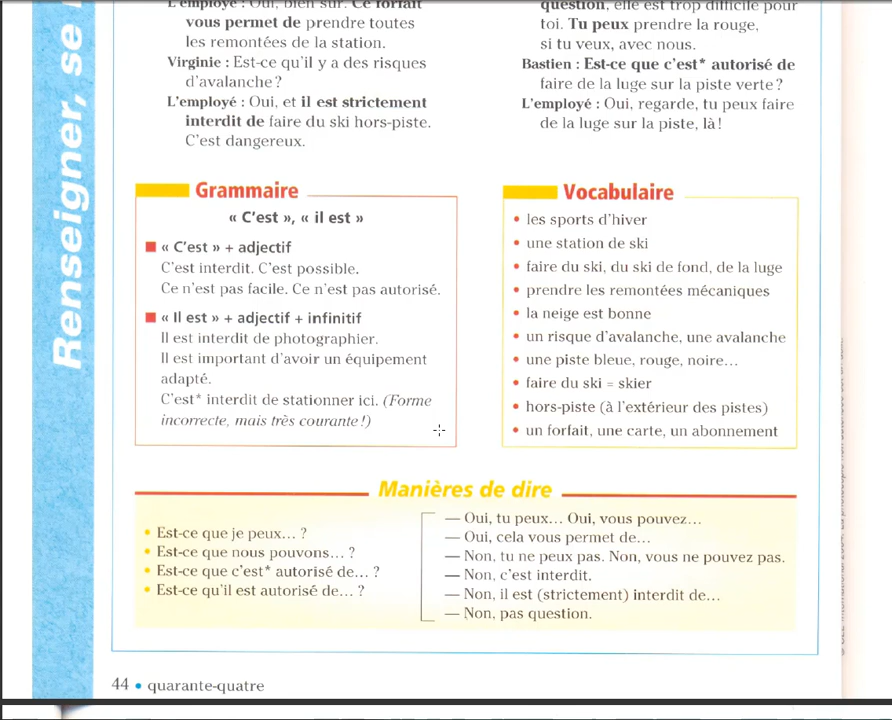 L'employé : Oui, bien sûr. Ce forfait
vous permet de prendre toutes
les remontées de la station.
Virginie : Est-ce qu'il y a des risques
d'avalanche ?
L'employé : Oui, et il est strictement
interdit de faire du ski hors-piste.
C'est dangereux.
question, elle est trop difficile pour
toi. Tu peux prendre la rouge,
si tu veux, avec nous.
Bastien : Est-ce que c'est* autorisé de
faire de la luge sur la piste verte ?
L'employé : Oui, regarde, tu peux faire
de la luge sur la piste, là !
Renseigner, se
Grammaire
« C'est », « il est »
« C'est » + adjectif
C'est interdit. C'est possible.
Ce n'est pas facile. Ce n'est pas autorisé.
« Il est » + adjectif + infinitif
Il est interdit de photographier.
Il est important d'avoir un équipement
adapté.
C'est* interdit de stationner ici. (Forme
incorrecte, mais très courante !)
Vocabulaire
• les sports d'hiver
• une station de ski
• faire du ski, du ski de fond, de la luge
• prendre les remontées mécaniques
• la neige est bonne
• un risque d'avalanche, une avalanche
• une piste bleue, rouge, noire...
• faire du ski = skier
• hors-piste (à l'extérieur des pistes)
• un forfait, une carte, un abonnement
Manières de dire
• Est-ce que je peux... ?
• Est-ce que nous pouvons... ?
• Est-ce que c'est* autorisé de... ?
• Est-ce qu'il est autorisé de... ?
— Oui, tu peux... Oui, vous pouvez...
— Oui, cela vous permet de...
— Non, tu ne peux pas. Non, vous ne pouvez pas.
— Non, c'est interdit.
— Non, il est (strictement) interdit de...
— Non, pas question.
44 • quarante-quatre